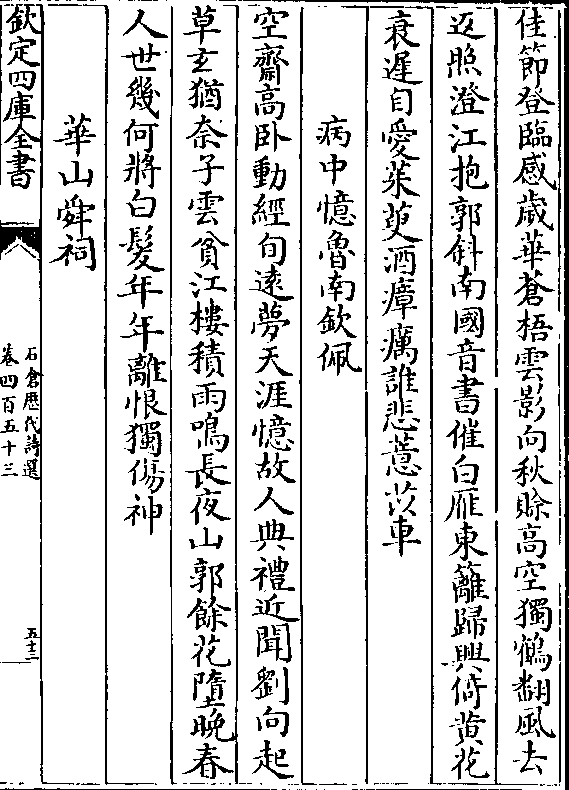 佳節登臨感歲華蒼梧雲影向秋賖高空獨鶴翻風去
返照澄江抱郭斜南國音書催白雁東籬歸興倚黄花
衰遲自愛茱萸酒瘴癘誰悲薏苡車
病中憶魯南欽佩
空齋高卧動經旬逺夢天涯憶故人典禮近聞劉向起
草玄猶奈子雲貧江樓積雨鳴長夜山郭餘花墮晚春
人世幾何將白髮年年離恨獨傷神
華山舜祠
欽定四庫全書
石倉歴代詩選
卷四百五十三
五十三